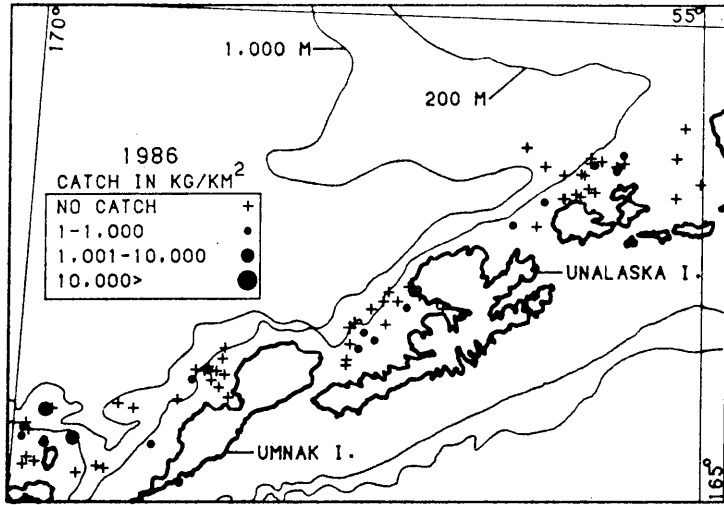 170°
1.000 M
55°
200 M
1986
CATCH IN KG/KM²
NO CATCH +
1-1.000
1.001-10.000
10.000>
UNALASKA I.
UMNAK I.
165°